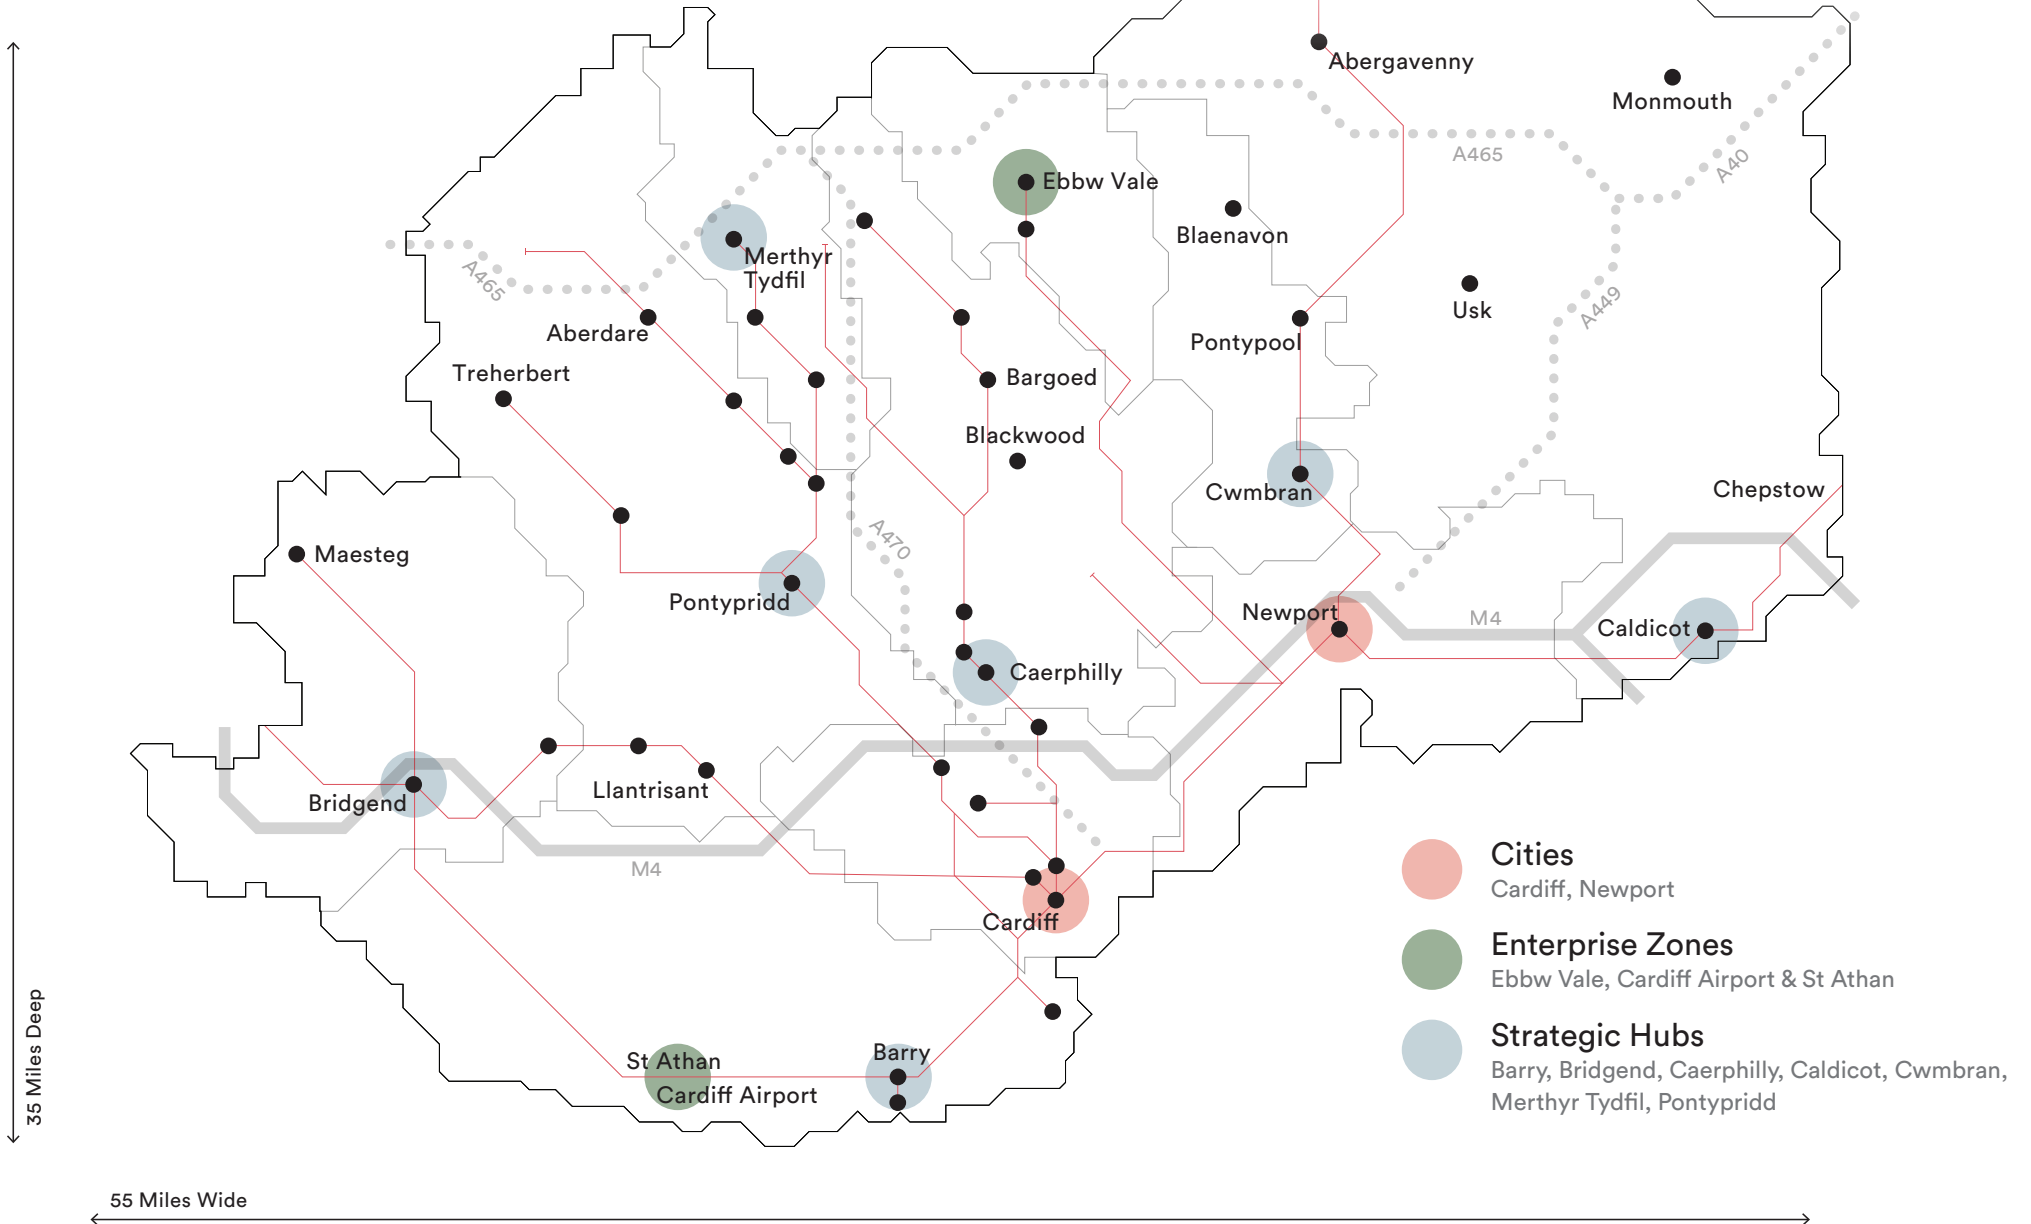 Abergavenny
Monmouth
A465
A40
Ebbw Vale
Blaenavon
Merthyr
Tydfil
A465
Usk
A449
Aberdare
Pontypool
Treherbert
Bargoed
Blackwood
Cwmbran
Chepstow
A470
Maesteg
Pontypridd
Newport
M4
Caldicot
Caerphilly
Llantrisant
Bridgend
M4
Cardiff
St Athan
Barry
Cardiff Airport
Cities
Cardiff, Newport
Enterprise Zones
Ebbw Vale, Cardiff Airport & St Athan
Strategic Hubs
Barry, Bridgend, Caerphilly, Caldicot, Cwmbran,
Merthyr Tydfil, Pontypridd
35 Miles Deep
55 Miles Wide